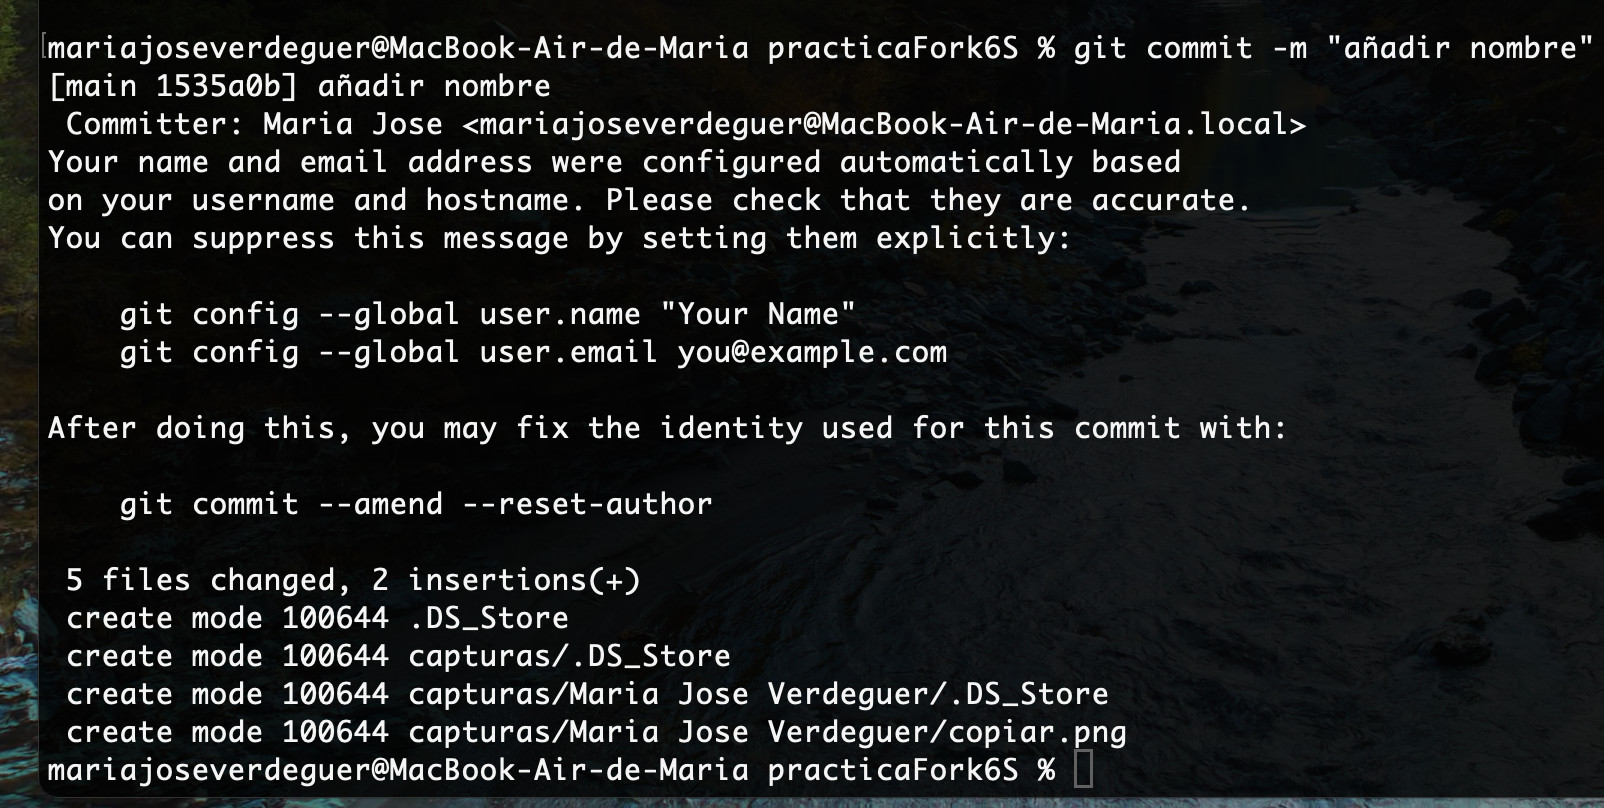 mariajoseverdeguer@MacBook-Air-de-Maria practicaFork6S % git commit -m "añadir nombre"
[main 1535a0b] añadir nombre
 Committer: Maria Jose <mariajoseverdeguer@MacBook-Air-de-Maria.local>
Your name and email address were configured automatically based
on your username and hostname. Please check that they are accurate.
You can suppress this message by setting them explicitly:

    git config --global user.name "Your Name"
    git config --global user.email you@example.com

After doing this, you may fix the identity used for this commit with:

    git commit --amend --reset-author

 5 files changed, 2 insertions(+)
 create mode 100644 .DS_Store
 create mode 100644 capturas/.DS_Store
 create mode 100644 capturas/Maria Jose Verdeguer/.DS_Store
 create mode 100644 capturas/Maria Jose Verdeguer/copiar.png
mariajoseverdeguer@MacBook-Air-de-Maria practicaFork6S %